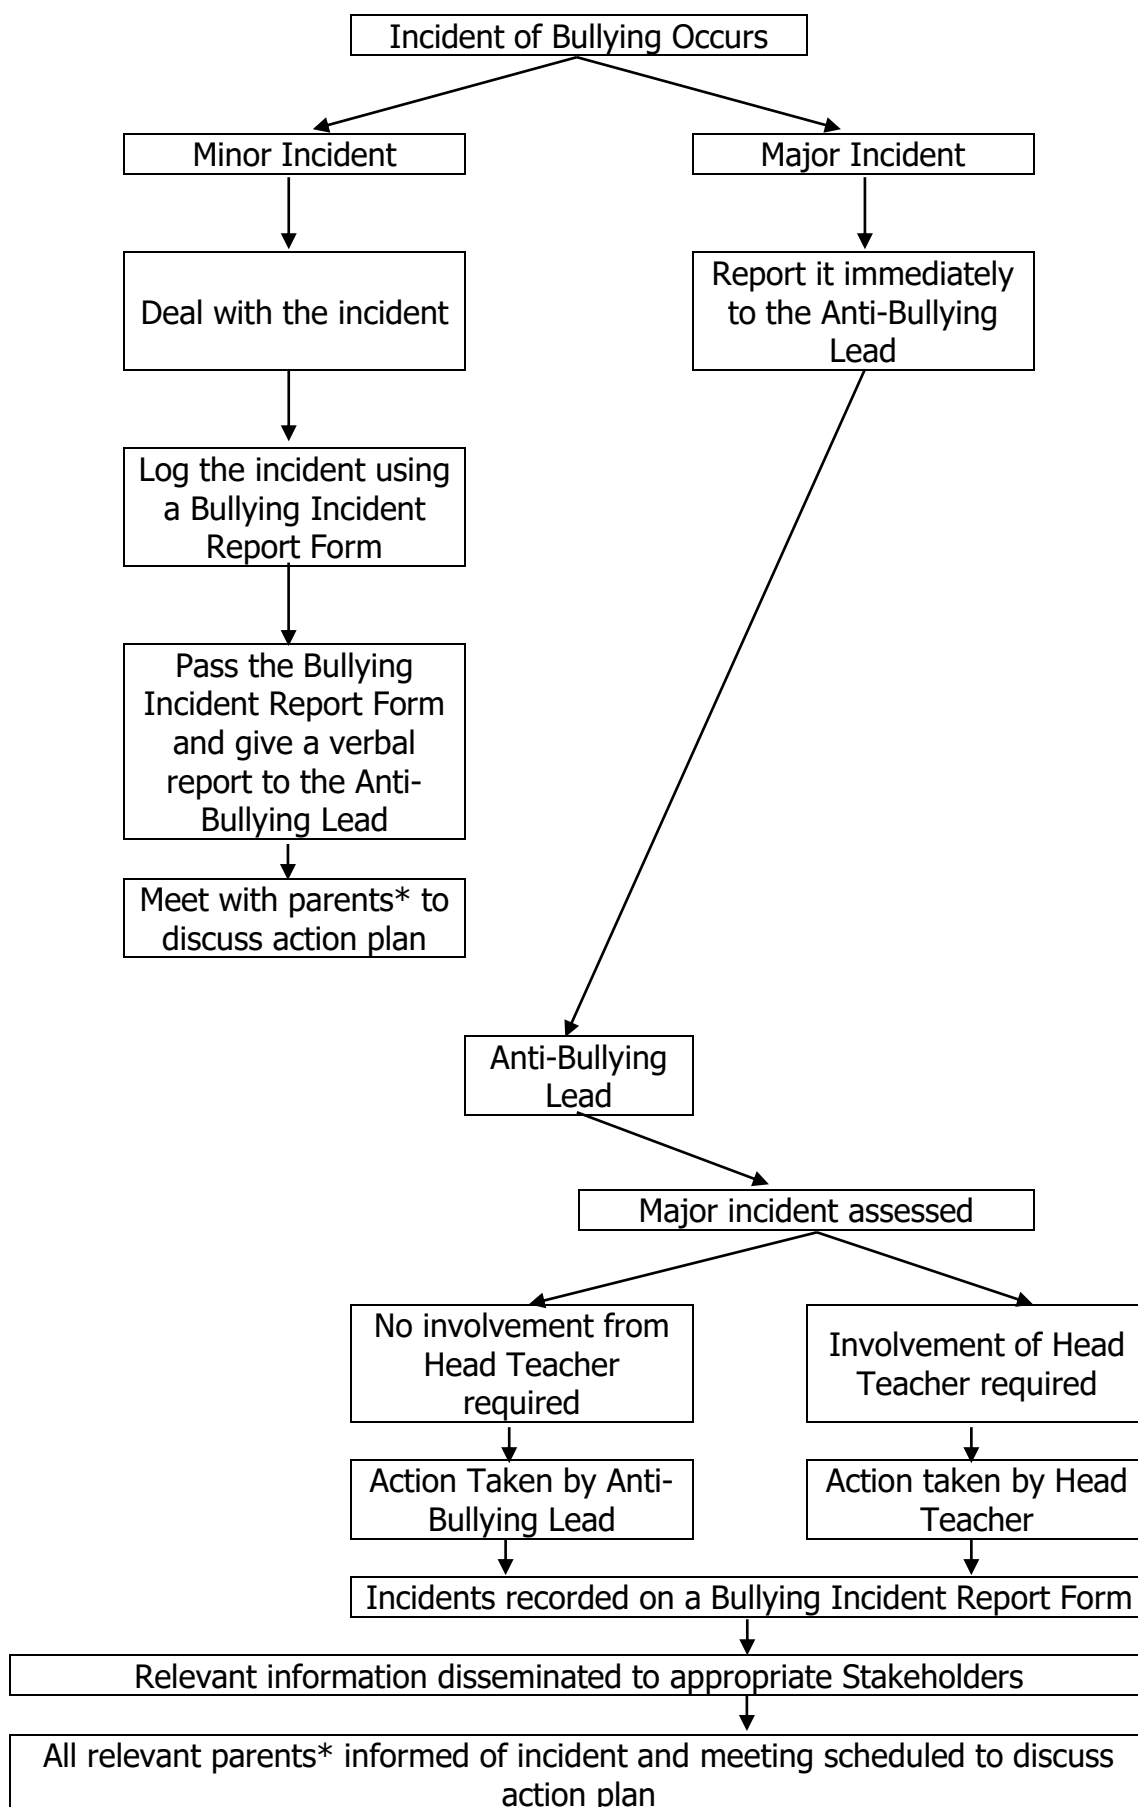 Incident of Bullying Occurs
Minor Incident
Major Incident
Deal with the incident
Report it immediately
to the Anti-Bullying
Lead
Log the incident using
a Bullying Incident
Report Form
Pass the Bullying
Incident Report Form
and give a verbal
report to the Anti-
Bullying Lead
Meet with parents* to
discuss action plan
Anti-Bullying
Lead
Major incident assessed
No involvement from
Head Teacher
required
Involvement of Head
Teacher required
Action Taken by Anti-
Bullying Lead
Action taken by Head
Teacher
Incidents recorded on a Bullying Incident Report Form
Relevant information disseminated to appropriate Stakeholders
All relevant parents* informed of incident and meeting scheduled to discuss
action plan